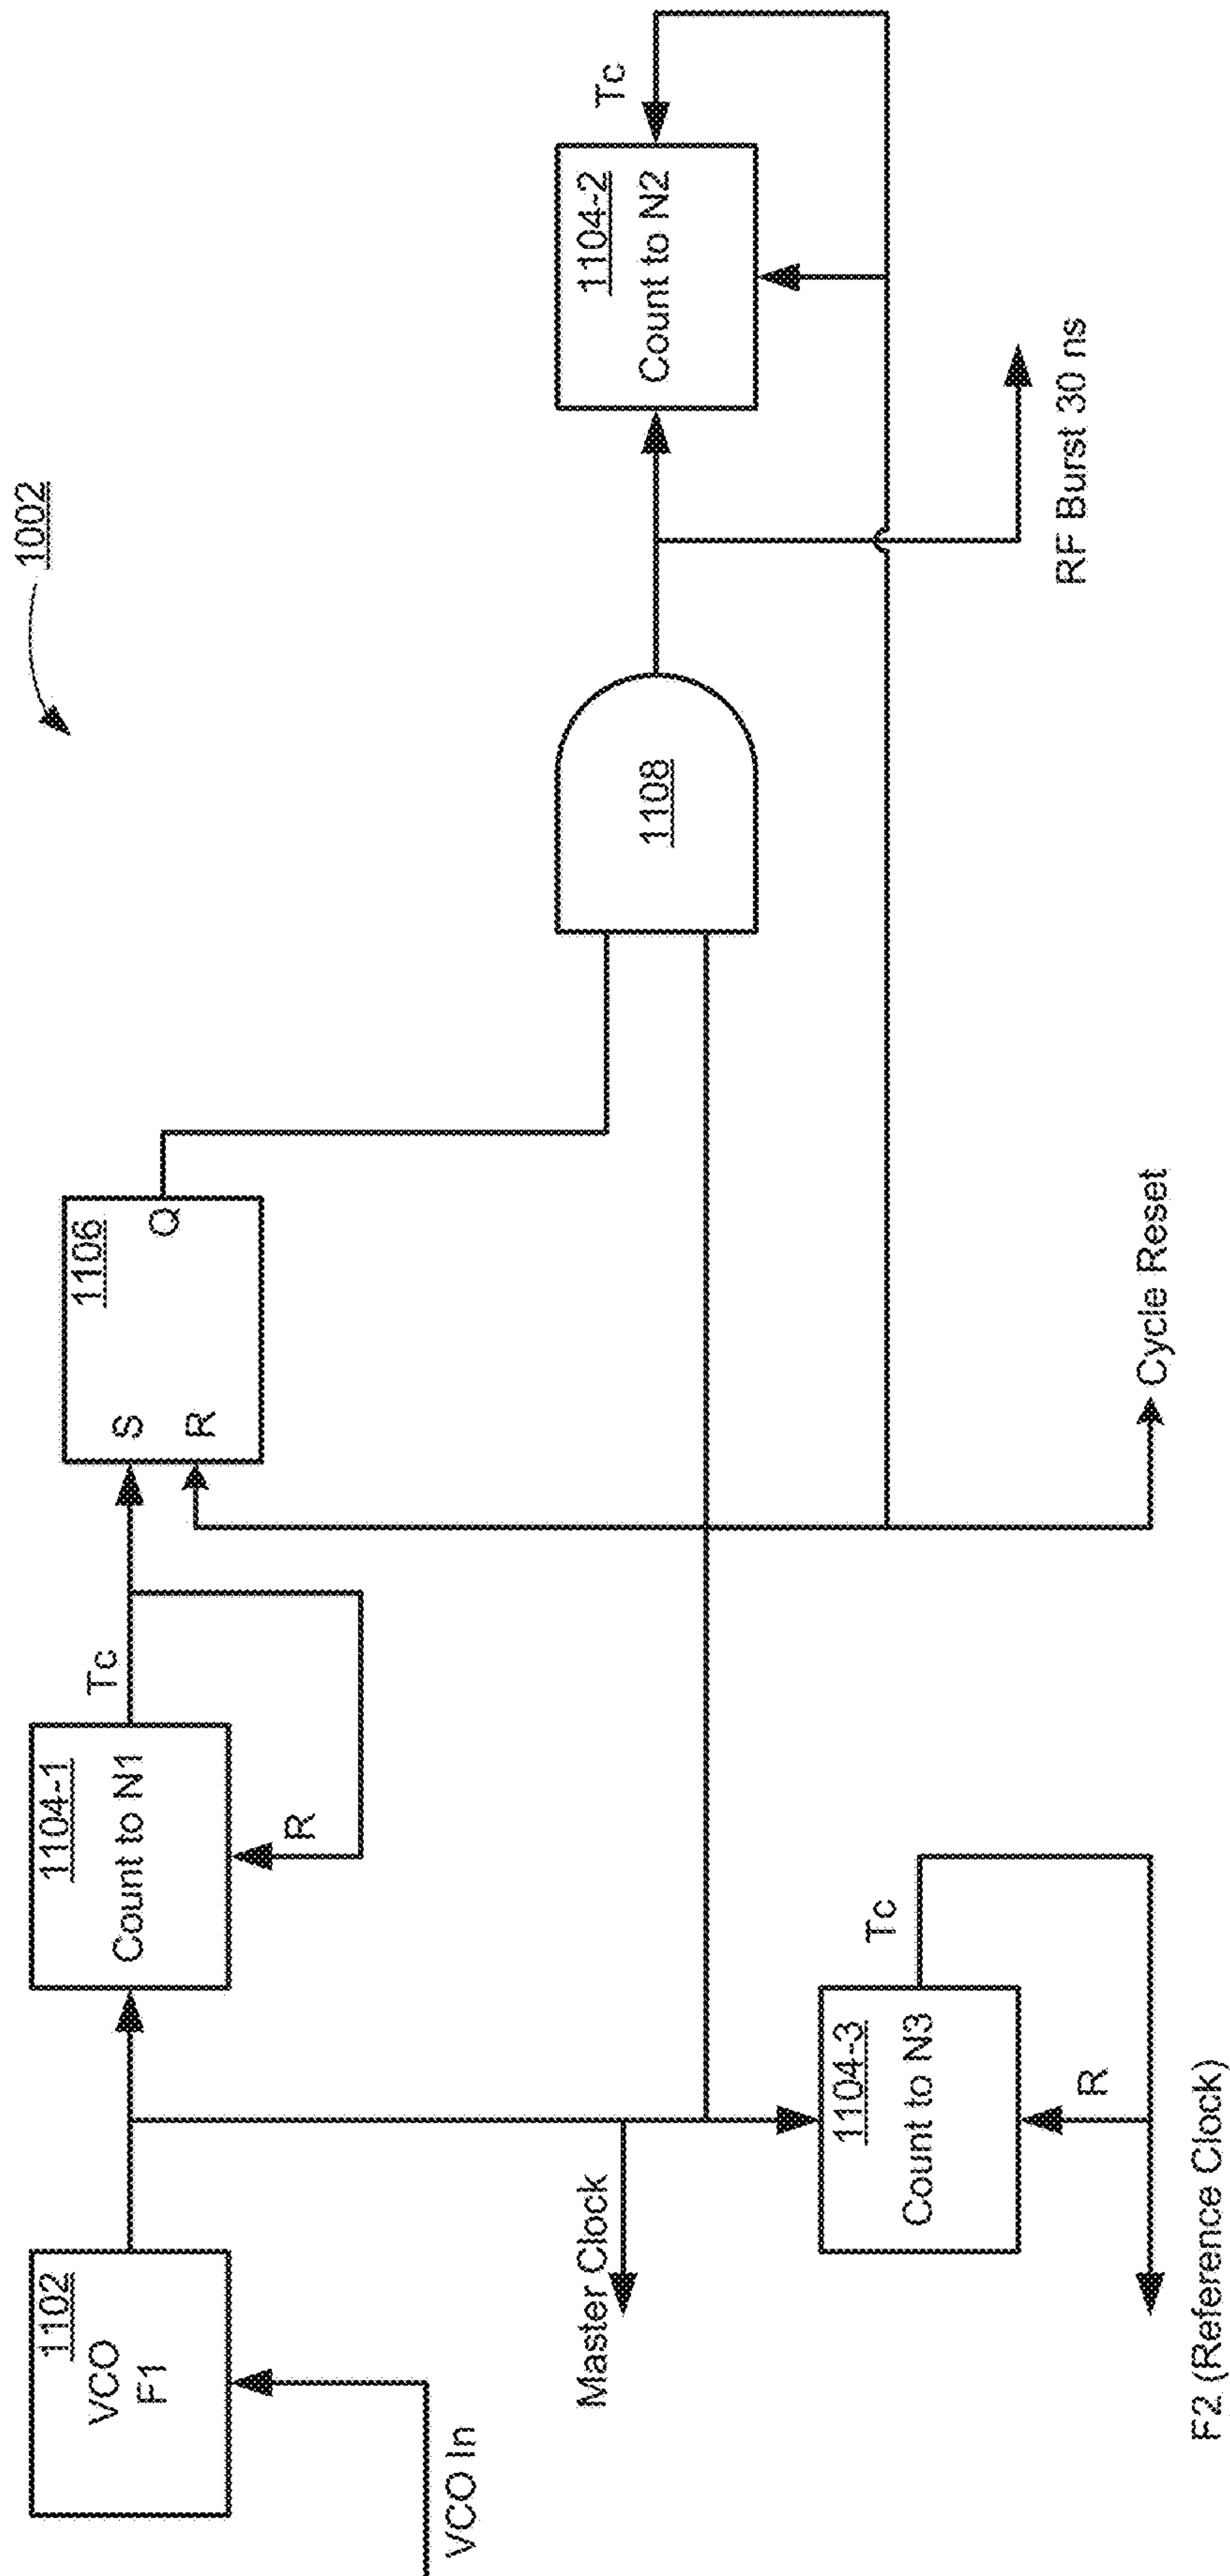 1002
1102
VCO
F1
VCO In
1104-1
Count to N1
Tc
R
1106
S
R
Q
Master Clock
1108
1104-2
Count to N2
Tc
1104-3
Count to N3
Tc
R
F2 (Reference Clock)
Cycle Reset
RF Burst 30 ns